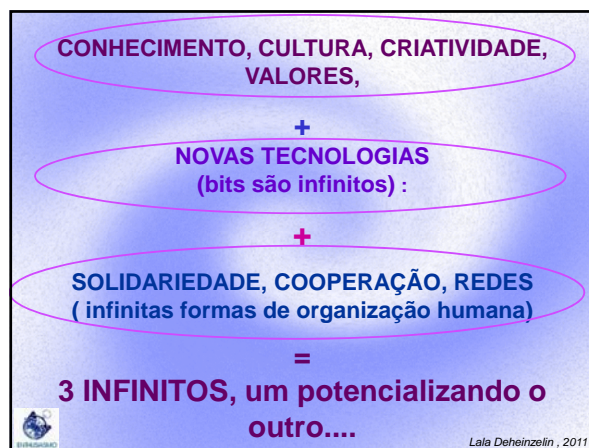 CONHECIMENTO, CULTURA, CRIATIVIDADE,
VALORES,
+
NOVAS TECNOLOGIAS
(bits são infinitos) :
+
SOLIDARIEDADE, COOPERAÇÃO, REDES
( infinitas formas de organização humana)
=
3 INFINITOS, um potencializando o
outro....
ENTHUSIASMO
Lala Deheinzelin , 2011